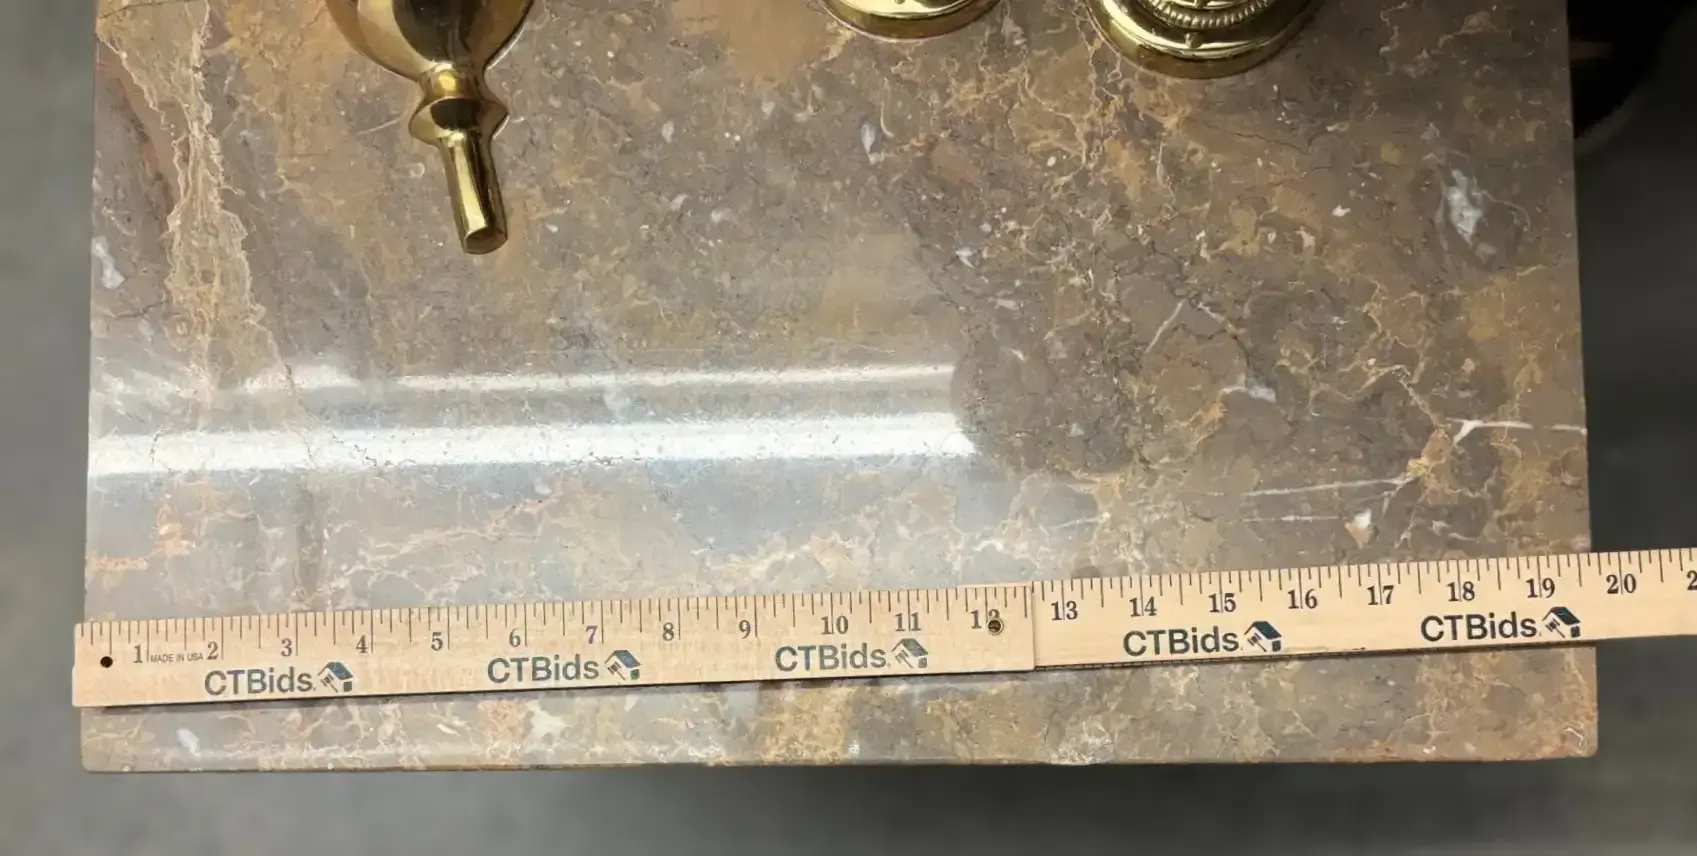 1 MADE IN USA 2 3 4 5 6 7 8 9 10 11 12 13 14 15 16 17 18 19 20
CTBids. CTBids. CTBids. CTBids. CTBids.